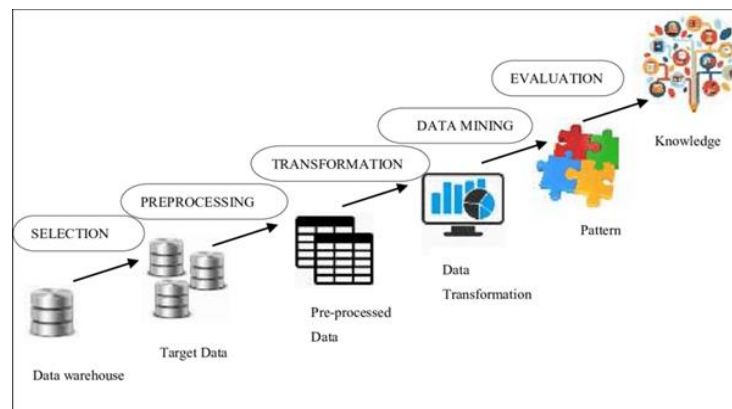 EVALUATION
Knowledge
DATA MINING
Pattern
TRANSFORMATION
Data
Transformation
PREPROCESSING
Pre-processed
Data
SELECTION
Target Data
Data warehouse